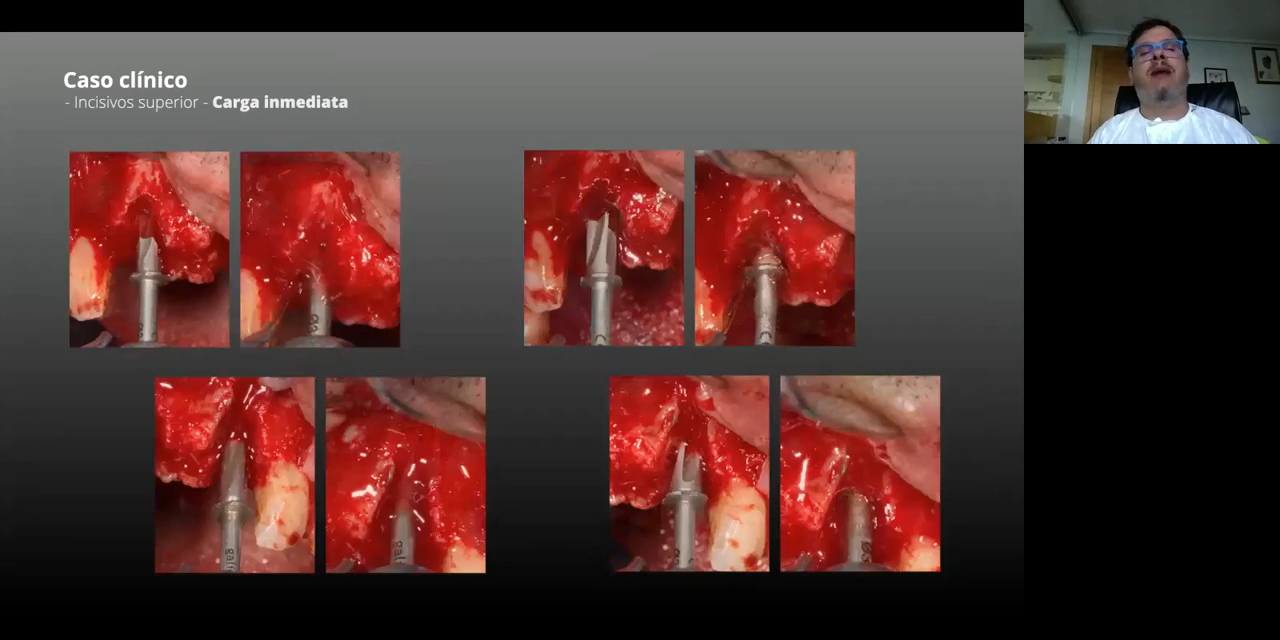 Caso clínico
- Incisivos superior - Carga inmediata